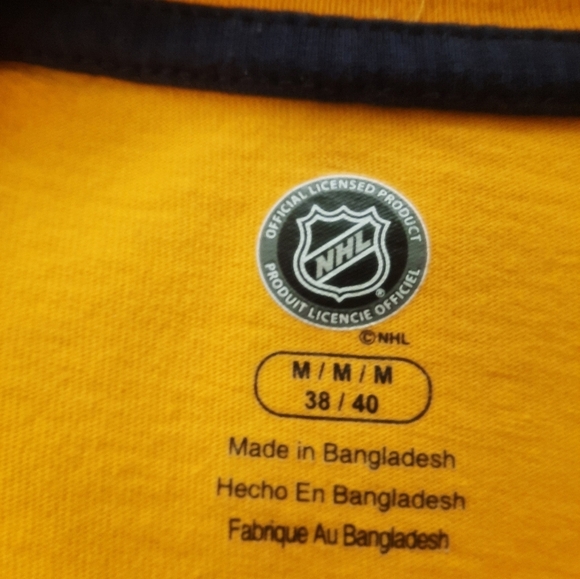 OFFICIAL LICENSED PRODUCT
NHL
®
PRODUIT LICENCIE OFFICIEL
©NHL
M / M / M
38 / 40
Made in Bangladesh
Hecho En Bangladesh
Fabrique Au Bangladesh